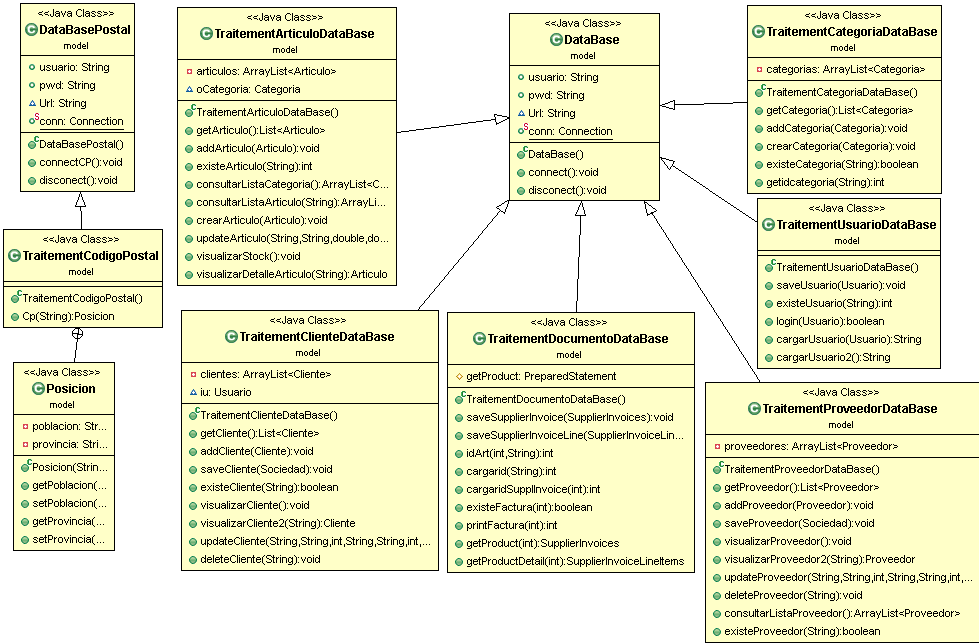 <<Java Class>>
DataBasePostal
model
usuario: String
pwd: String
Url: String
conn: Connection
DataBasePostal()
connectCP():void
disconect():void
<<Java Class>>
TraitementCodigoPostal
model
TraitementCodigoPostal()
Cp(String):Posicion
<<Java Class>>
Posicion
model
poblacion: Str...
provincia: Stri...
Posicion(Strin...
getPoblacion(...
setPoblacion(...
getProvincia(...
setProvincia(...
<<Java Class>>
TraitementArticuloDataBase
model
articulos: ArrayList<Articulo>
oCategoria: Categoria
TraitementArticuloDataBase()
getArticulo():List<Articulo>
addArticulo(Articulo):void
existeArticulo(String):int
consultarListaCategoria():ArrayList<C...
consultarListaArticulo(String):ArrayLi...
crearArticulo(Articulo):void
updateArticulo(String,String,double,do...
visualizarStock():void
visualizarDetalleArticulo(String):Articulo
<<Java Class>>
DataBase
model
usuario: String
pwd: String
Url: String
conn: Connection
DataBase()
connect():void
disconect():void
<<Java Class>>
TraitementCategoriaDataBase
model
categorias: ArrayList<Categoria>
TraitementCategoriaDataBase()
getCategoria():List<Categoria>
addCategoria(Categoria):void
crearCategoria(Categoria):void
existeCategoria(String):boolean
getidcategoria(String):int
<<Java Class>>
TraitementUsuarioDataBase
model
TraitementUsuarioDataBase()
saveUsuario(Usuario):void
existeUsuario(String):int
login(Usuario):boolean
cargarUsuario(Usuario):String
cargarUsuario2():String
<<Java Class>>
TraitementClienteDataBase
model
clientes: ArrayList<Cliente>
iu: Usuario
TraitementClienteDataBase()
getCliente():List<Cliente>
addCliente(Cliente):void
saveCliente(Sociedad):void
existeCliente(String):boolean
visualizarCliente():void
visualizarCliente2(String):Cliente
updateCliente(String,String,int,String,String,int,...
deleteCliente(String):void
<<Java Class>>
TraitementDocumentoDataBase
model
getProduct: PreparedStatement
TraitementDocumentoDataBase()
saveSupplierInvoice(SupplierInvoices):void
saveSupplierInvoiceLine(SupplierInvoiceLin...
idArt(int,String):int
cargarid(String):int
cargaridSupplInvoice(int):int
existeFactura(int):boolean
printFactura(int):int
getProduct(int):SupplierInvoices
getProductDetail(int):SupplierInvoiceLineItems
<<Java Class>>
TraitementProveedorDataBase
model
proveedores: ArrayList<Proveedor>
TraitementProveedorDataBase()
getProveedor():List<Proveedor>
addProveedor(Proveedor):void
saveProveedor(Sociedad):void
visualizarProveedor():void
visualizarProveedor2(String):Proveedor
updateProveedor(String,String,int,String,String,int,...
deleteProveedor(String):void
consultarListaProveedor():ArrayList<Proveedor>
existeProveedor(String):boolean